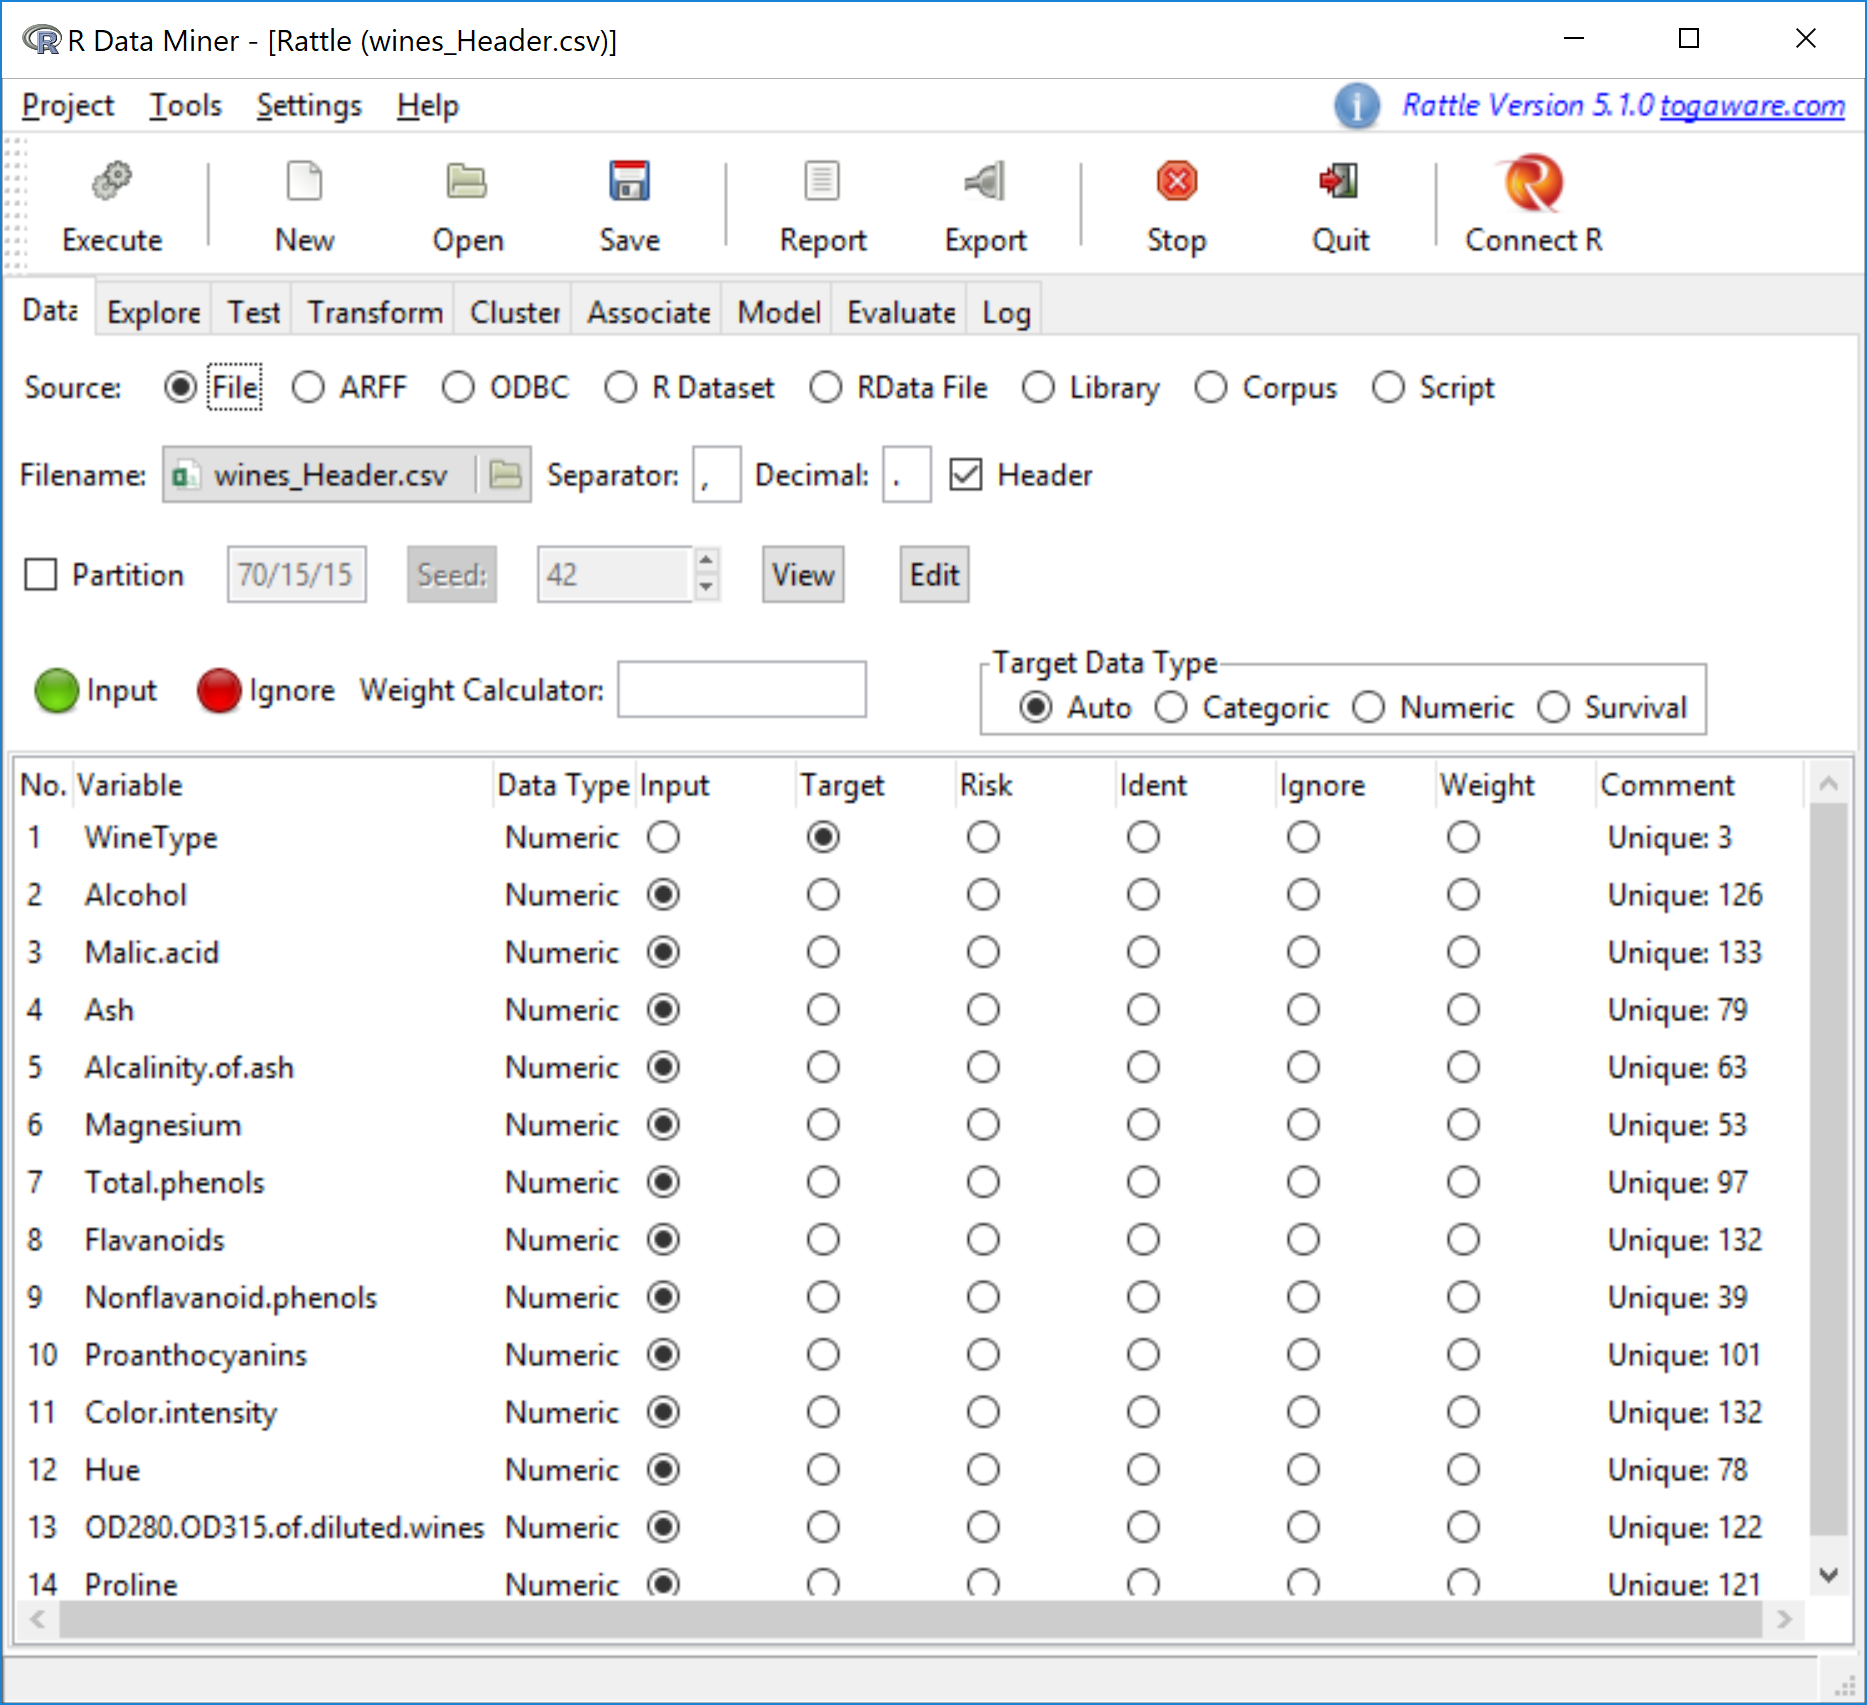 R Data Miner - [Rattle (wines_Header.csv)]
Project Tools Settings Help Rattle Version 5.1.0 togaware.com
Execute New Open Save Report Export Stop Quit Connect R
Data Explore Test Transform Cluster Associate Model Evaluate Log
Source: File ARFF ODBC R Dataset RData File Library Corpus Script
Filename: wines_Header.csv Separator: , Decimal: . Header
Partition 70/15/15 Seed: 42 View Edit
Target Data Type
Input Ignore Weight Calculator: Auto Categoric Numeric Survival
No. Variable Data Type Input Target Risk Ident Ignore Weight Comment
1 WineType Numeric Unique: 3
2 Alcohol Numeric Unique: 126
3 Malic.acid Numeric Unique: 133
4 Ash Numeric Unique: 79
5 Alcalinity.of.ash Numeric Unique: 63
6 Magnesium Numeric Unique: 53
7 Total.phenols Numeric Unique: 97
8 Flavanoids Numeric Unique: 132
9 Nonflavanoid.phenols Numeric Unique: 39
10 Proanthocyanins Numeric Unique: 101
11 Color.intensity Numeric Unique: 132
12 Hue Numeric Unique: 78
13 OD280.OD315.of.diluted.wines Numeric Unique: 122
14 Proline Numeric Unique: 121